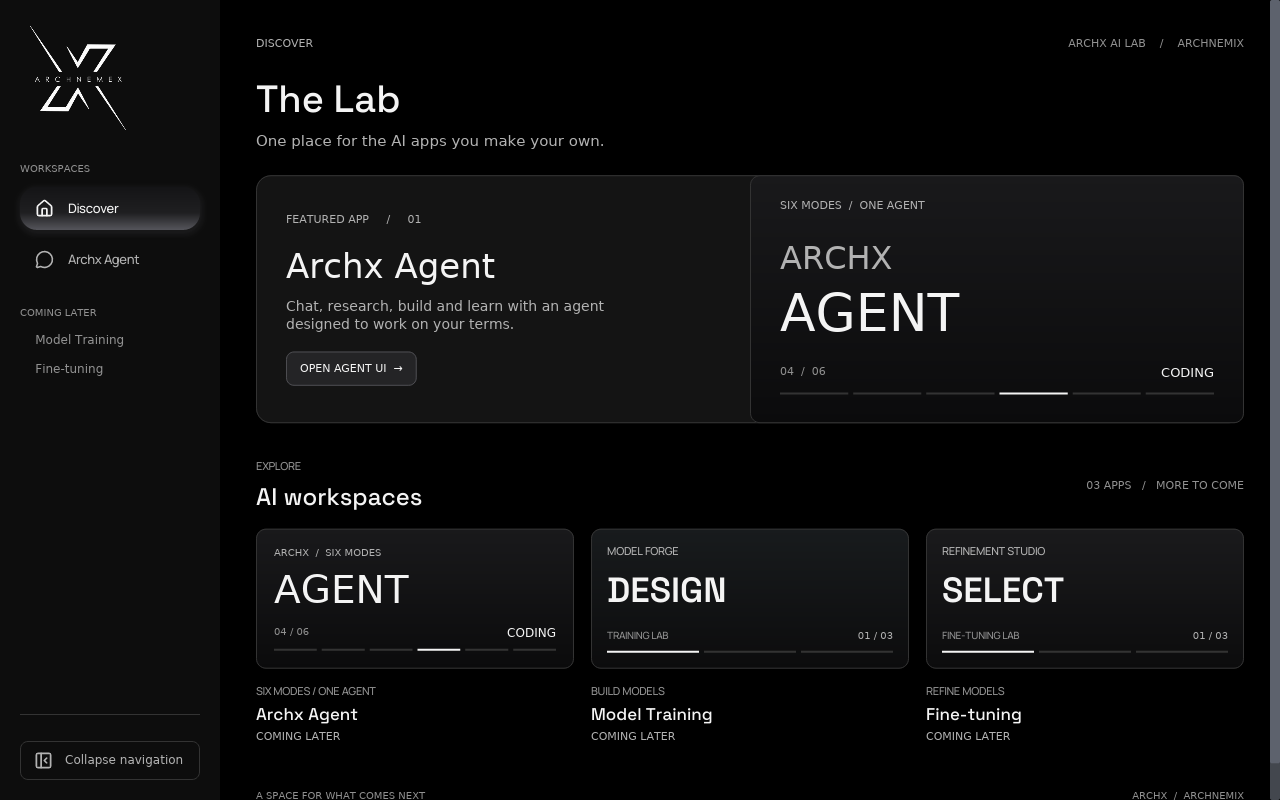 ARCHNEMEX
WORKSPACES
Discover
Archx Agent
COMING LATER
Model Training
Fine-tuning
Collapse navigation
DISCOVER
ARCHX AI LAB / ARCHNEMIX
The Lab
One place for the AI apps you make your own.
FEATURED APP / 01
Archx Agent
Chat, research, build and learn with an agent
designed to work on your terms.
OPEN AGENT UI →
SIX MODES / ONE AGENT
ARCHX
AGENT
04 / 06
CODING
EXPLORE
AI workspaces
03 APPS / MORE TO COME
ARCHX / SIX MODES
AGENT
04 / 06
CODING
SIX MODES / ONE AGENT
Archx Agent
COMING LATER
MODEL FORGE
DESIGN
TRAINING LAB
01 / 03
BUILD MODELS
Model Training
COMING LATER
REFINEMENT STUDIO
SELECT
FINE-TUNING LAB
01 / 03
REFINE MODELS
Fine-tuning
COMING LATER
A SPACE FOR WHAT COMES NEXT
ARCHX / ARCHNEMIX